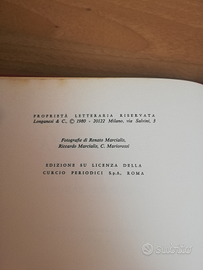 PROPRIETÀ LETTERARIA RISERVATA
Longanesi & C., © 1980 - 20122 Milano, via Salvini, 3
Fotografie di Renato Marcialis,
Riccardo Marcialis, C. Martorozzi
EDIZIONE SU LICENZA DELLA
CURCIO PERIODICI S.p.A., ROMA
subito